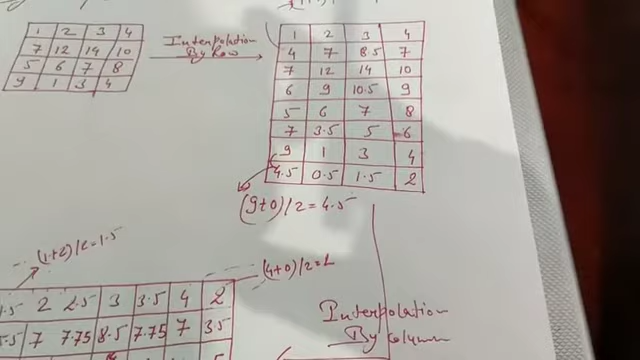 1 2 3 4
7 12 14 10
5 6 7 8
9 1 3 4
Interpolation
By Row
1 2 3 4
4 7 8.5 7
7 12 14 10
6 9 10.5 9
5 6 7 8
7 3.5 5 6
9 1 3 4
4.5 0.5 1.5 2
(9+0)/2 = 4.5
(1+2)/2 = 1.5
(4+0)/2 = 2
1.5 2 2.5 3 3.5 4 2
5.5 7 7.75 8.5 7.75 7 3.5
Interpolation
By column